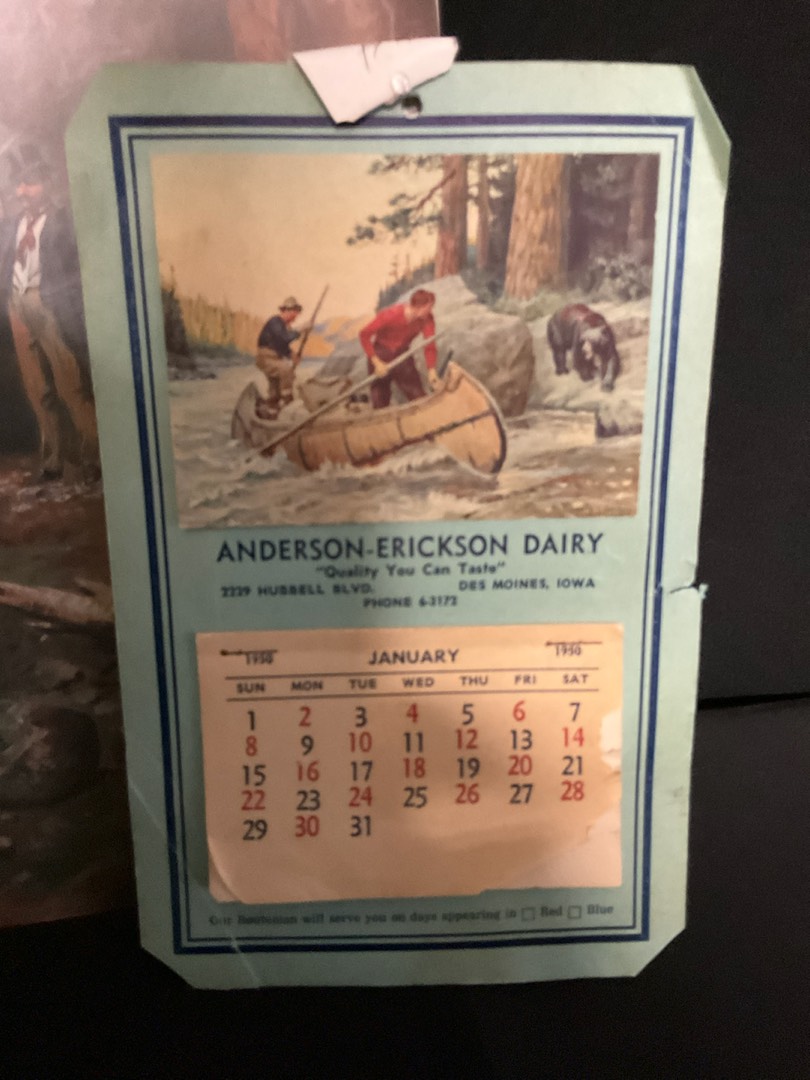 ANDERSON-ERICKSON DAIRY
"Quality You Can Taste"
2229 HUBBELL BLVD. DES MOINES, IOWA
PHONE 6-3172
1950 JANUARY 1950
SUN MON TUE WED THU FRI SAT
1 2 3 4 5 6 7
8 9 10 11 12 13 14
15 16 17 18 19 20 21
22 23 24 25 26 27 28
29 30 31
Our Routeman will serve you on days appearing in Red Blue